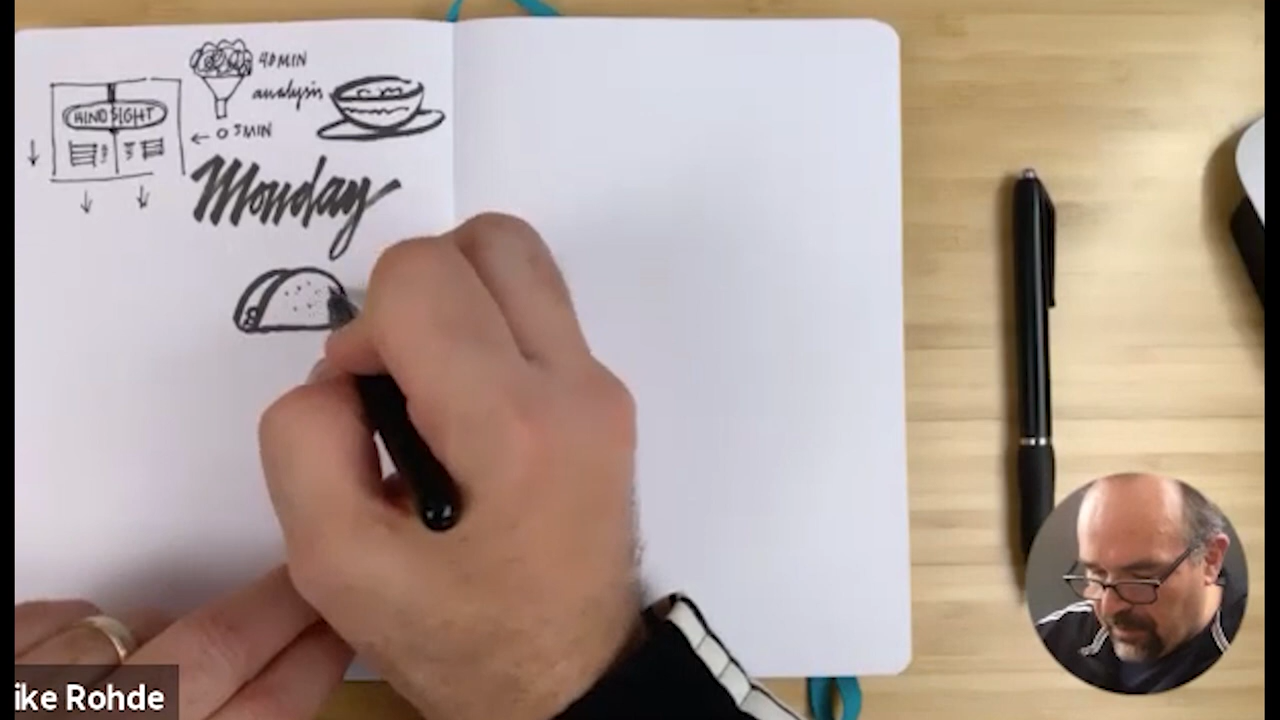 40MIN
analysis
HINDSIGHT
← 0 5MIN
Monday
ike Rohde